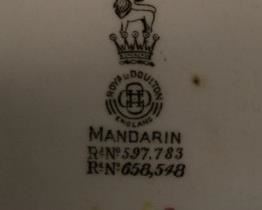 ROYAL DOULTON
ENGLAND
MANDARIN
Rd No 597,783
Rd No 658,548